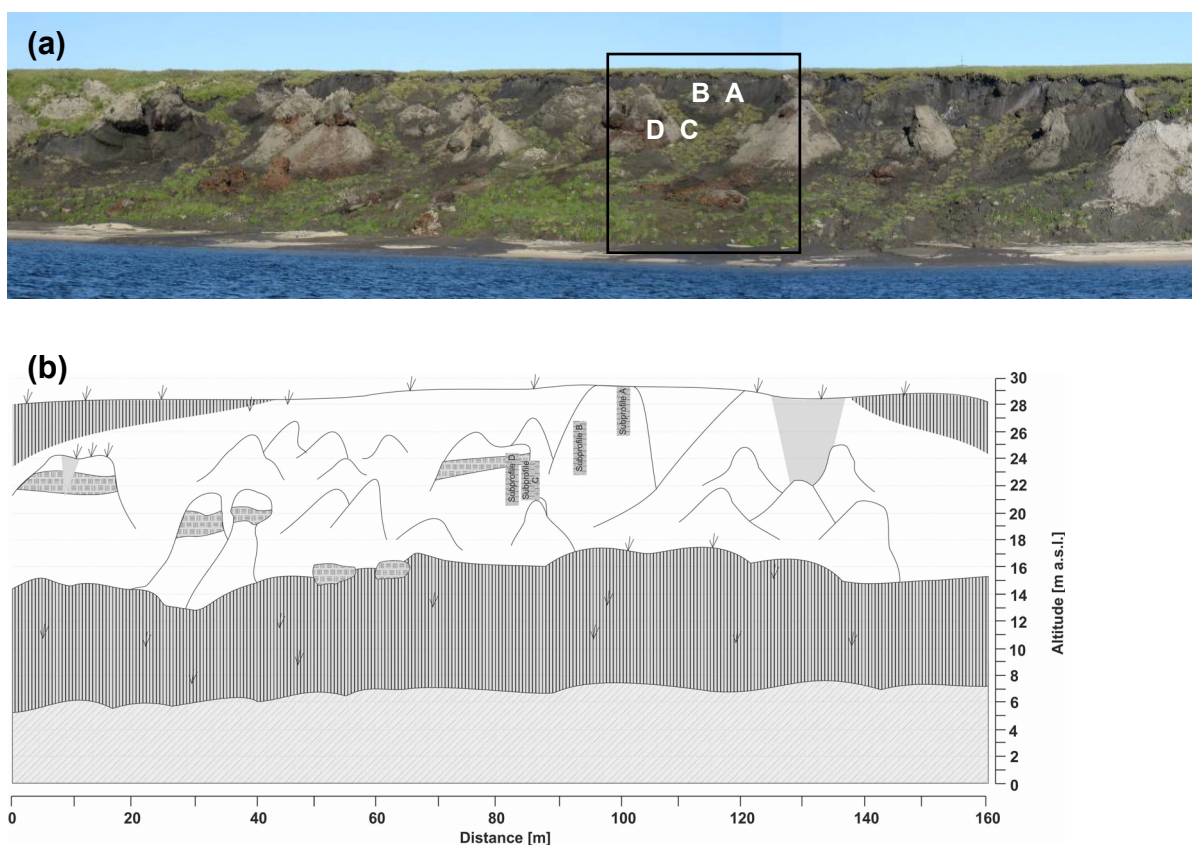 (a)
B A
D C
(b)
30
28
26
24
22
20
18
16
14
12
10
8
6
4
2
0
Altitude [m a.s.l.]
Subprofile A
Subprofile B
Subprofile D
Subprofile
C
0 20 40 60 80 100 120 140 160
Distance [m]